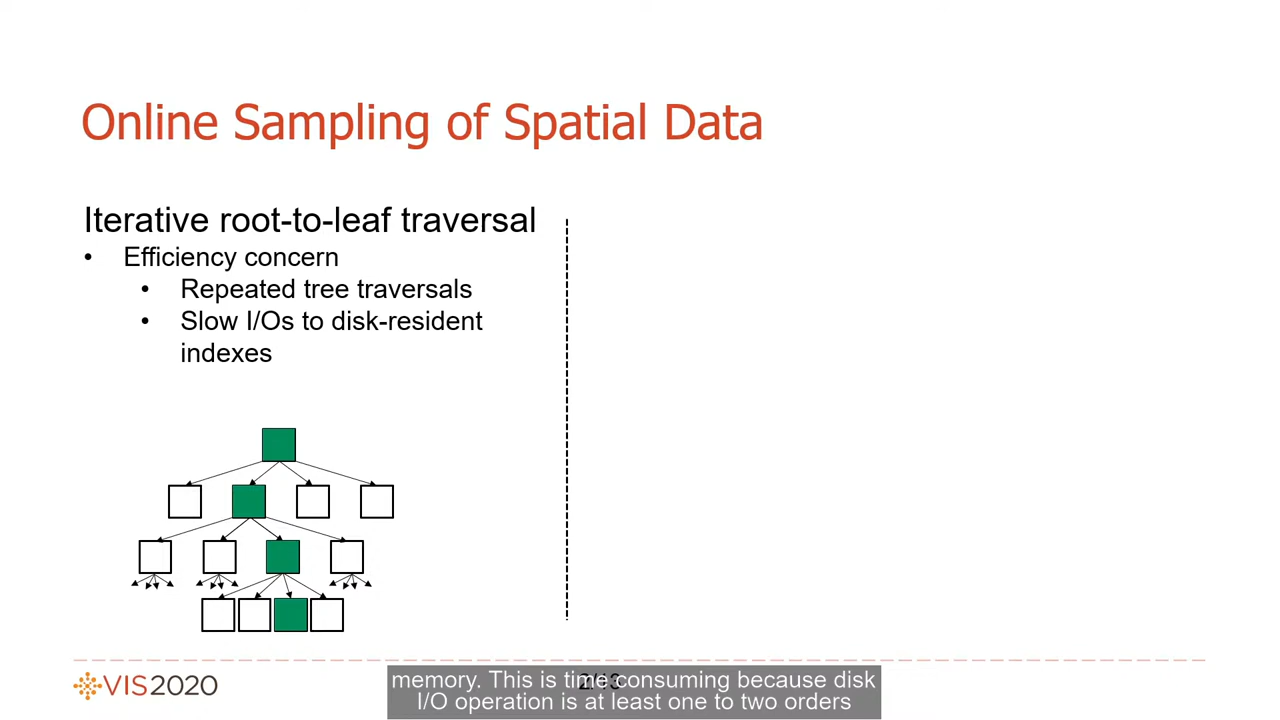 Online Sampling of Spatial Data
Iterative root-to-leaf traversal
• Efficiency concern
• Repeated tree traversals
• Slow I/Os to disk-resident
indexes
VIS2020
memory. This is time consuming because disk
I/O operation is at least one to two orders